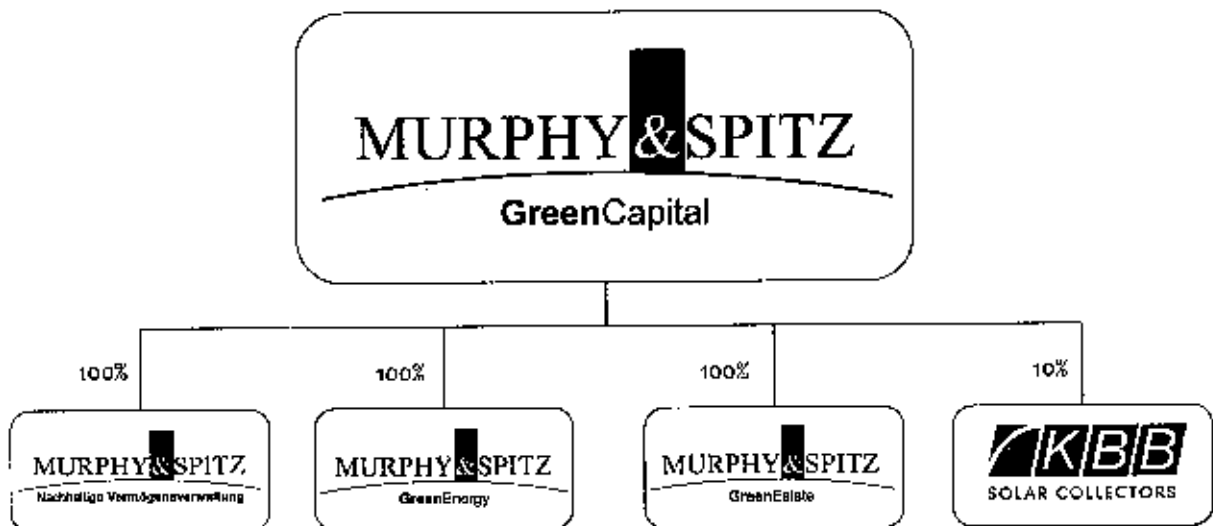 MURPHY & SPITZ
GreenCapital
100%
100%
100%
10%
MURPHY & SPITZ
Nachhaltige Vermögensverwaltung
MURPHY & SPITZ
GreenEnergy
MURPHY & SPITZ
GreenEstate
KBB
SOLAR COLLECTORS